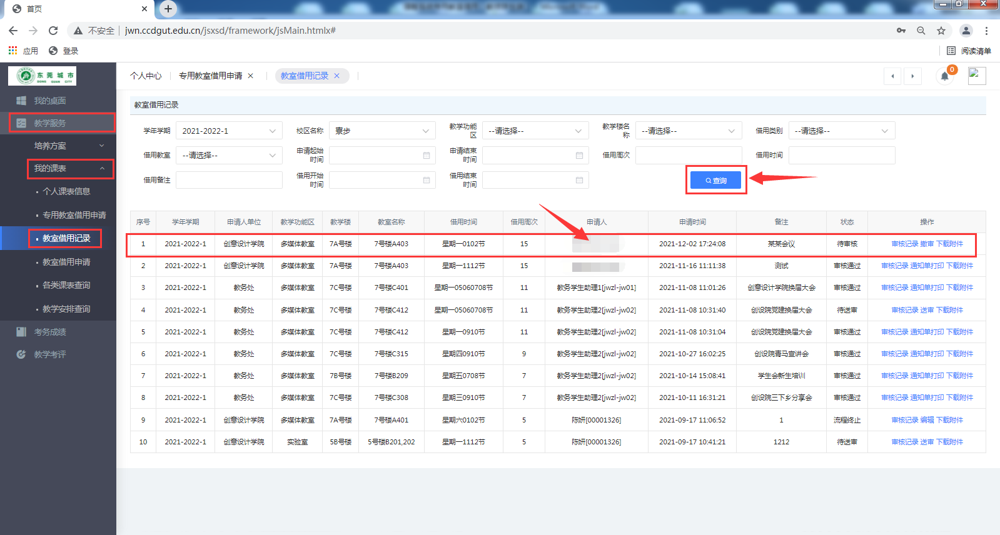 首页
不安全 jwn.ccdgut.edu.cn/jsxsd/framework/jsMain.htmlx#
应用 登录 阅读清单
东莞城市
DONG GUAN CITY
个人中心 专用教室借用申请 教室借用记录 0
我的桌面
教学服务
培养方案
我的课表
个人课表信息
专用教室借用申请
教室借用记录
教室借用申请
各类课表查询
教学安排查询
考务成绩
教学考评
教室借用记录
学年学期 2021-2022-1 校区名称 寮步 教学功能区 --请选择-- 教学楼名称 --请选择-- 借用类别 --请选择--
借用教室 --请选择-- 申请起始时间 申请结束时间 借用周次 借用时间
借用备注 借用开始时间 借用结束时间 查询
序号 学年学期 申请人单位 教学功能区 教学楼 教室名称 借用时间 借用周次 申请人 申请时间 备注 状态 操作
1 2021-2022-1 创意设计学院 多媒体教室 7A号楼 7号楼A403 星期一0102节 15 2021-12-02 17:24:08 某某会议 待审核 审核记录 撤审 下载附件
2 2021-2022-1 创意设计学院 多媒体教室 7A号楼 7号楼A403 星期一1112节 15 2021-11-16 11:11:38 测试 审核通过 审核记录 通知单打印 下载附件
3 2021-2022-1 教务处 多媒体教室 7C号楼 7号楼C401 星期一05060708节 11 教务学生助理1[jwzl-jw01] 2021-11-08 11:01:26 创意设计学院换届大会 审核通过 审核记录 通知单打印 下载附件
4 2021-2022-1 教务处 多媒体教室 7C号楼 7号楼C412 星期一05060708节 11 教务学生助理2[jwzl-jw02] 2021-11-08 10:31:40 创设院党建换届大会 待送审 审核记录 送审 下载附件
5 2021-2022-1 教务处 多媒体教室 7C号楼 7号楼C412 星期一0910节 11 教务学生助理2[jwzl-jw02] 2021-11-08 10:31:04 创设院党建换届大会 审核通过 审核记录 通知单打印 下载附件
6 2021-2022-1 教务处 多媒体教室 7C号楼 7号楼C315 星期四0910节 9 教务学生助理2[jwzl-jw02] 2021-10-27 16:02:25 创设院青马宣讲会 审核通过 审核记录 通知单打印 下载附件
7 2021-2022-1 教务处 多媒体教室 7B号楼 7号楼B209 星期五0708节 7 教务学生助理2[jwzl-jw02] 2021-10-14 15:08:41 学生会新生培训 审核通过 审核记录 通知单打印 下载附件
8 2021-2022-1 教务处 多媒体教室 7C号楼 7号楼C308 星期三0910节 7 教务学生助理2[jwzl-jw02] 2021-10-11 16:31:21 创设院三下乡分享会 审核通过 审核记录 通知单打印 下载附件
9 2021-2022-1 创意设计学院 多媒体教室 7A号楼 7号楼A401 星期六0102节 5 陈妍[00001326] 2021-09-17 11:06:52 1 流程终止 审核记录 编辑 下载附件
10 2021-2022-1 创意设计学院 实验室 5B号楼 5号楼B201,202 星期一1112节 5 陈妍[00001326] 2021-09-17 10:41:21 1212 待送审 审核记录 送审 下载附件